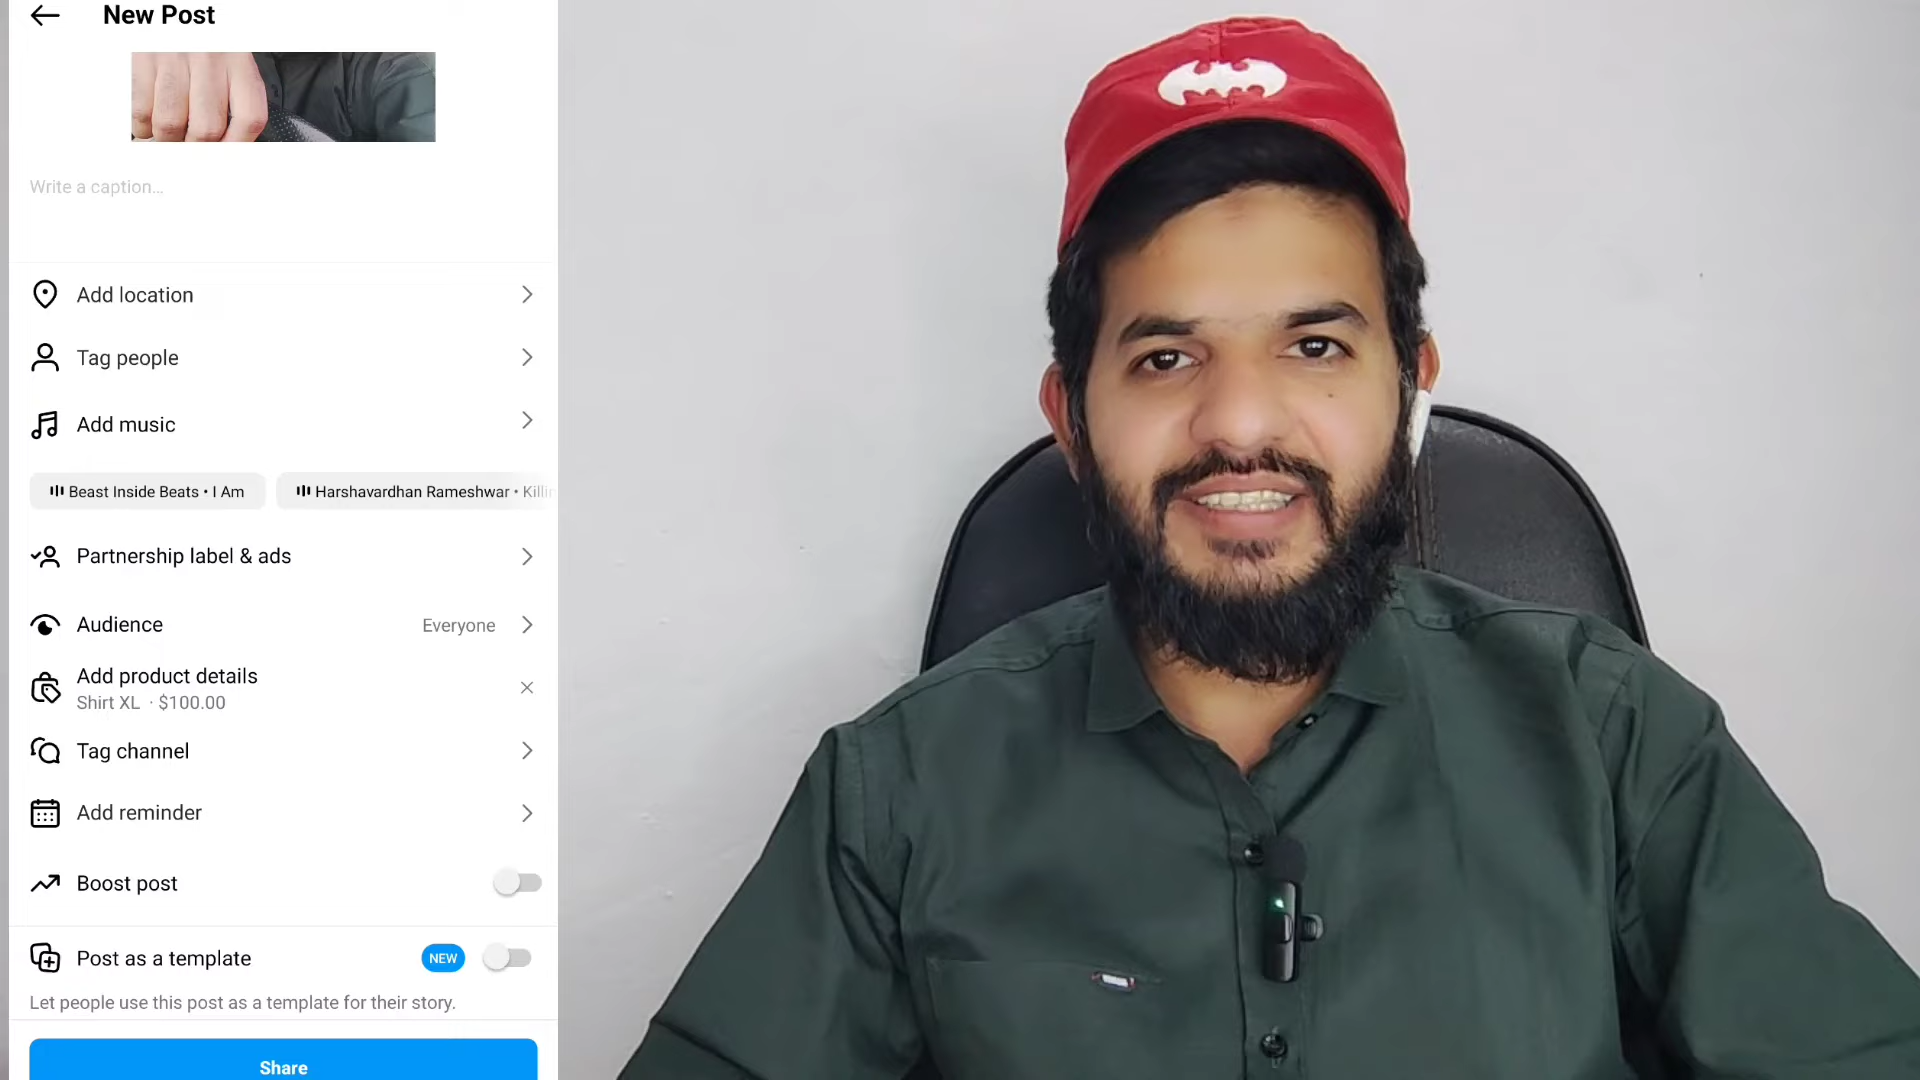 New Post
Write a caption...
Add location
Tag people
Add music
Beast Inside Beats • I Am
Harshavardhan Rameshwar •
Partnership label & ads
Audience
Everyone
Add product details
Shirt XL · $100.00
Tag channel
Add reminder
Boost post
Post as a template
NEW
Let people use this post as a template for their story.
Share